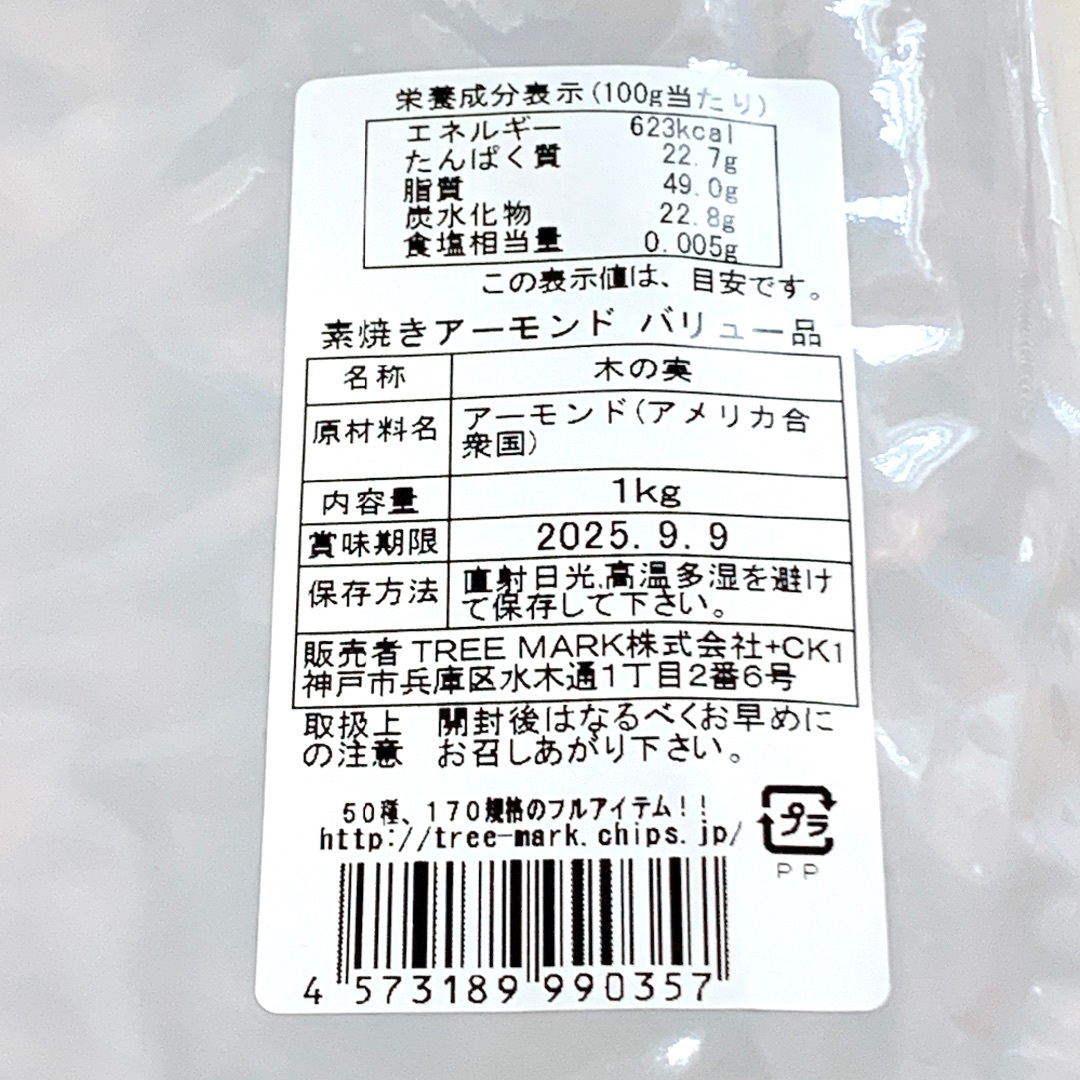 栄養成分表示(100g当たり)
エネルギー 623kcal
たんぱく質 22.7g
脂質 49.0g
炭水化物 22.8g
食塩相当量 0.005g
この表示値は、目安です。
素焼きアーモンド バリュー品
名称 木の実
原材料名 アーモンド(アメリカ合
衆国)
内容量 1kg
賞味期限 2025.9.9
保存方法 直射日光,高温多湿を避け
て保存して下さい。
販売者 TREE MARK株式会社+CK1
神戸市兵庫区水木通1丁目2番6号
取扱上 開封後はなるべくお早めに
の注意 お召しあがり下さい。
50種、170規格のフルアイテム!!
http://tree-mark.chips.jp/
プラ
PP
4 573189 990357